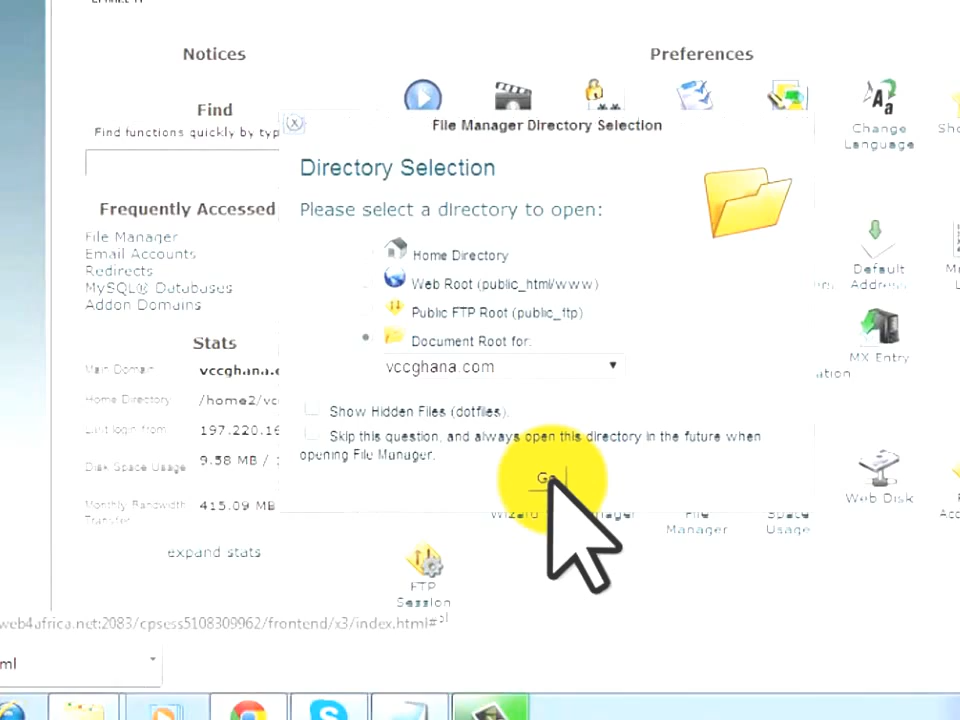 Notices
Preferences
Find
Find functions quickly by typ
Change
Language
Sho
File Manager Directory Selection
Directory Selection
Please select a directory to open:
Home Directory
Web Root (public_html/www)
Public FTP Root (public_ftp)
Document Root for:
vccghana.com
Show Hidden Files (dotfiles).
Skip this question, and always open this directory in the future when
opening File Manager.
Go
Frequently Accessed
File Manager
Email Accounts
Redirects
MySQL® Databases
Addon Domains
Stats
Main Domain
vccghana.c
Home Directory
/home2/vc
Last login from
197.220.16
Disk Space Usage
9.58 MB /
Monthly Bandwidth
Transfer
415.09 MB
expand stats
Default
Address
MX Entry
ation
Web Disk
Acc
Wizard
File
Manager
Space
Usage
FTP
Session
web4africa.net:2083/cpsess5108309962/frontend/x3/index.html#
ml